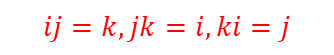 ij = k, jk = i, ki = j